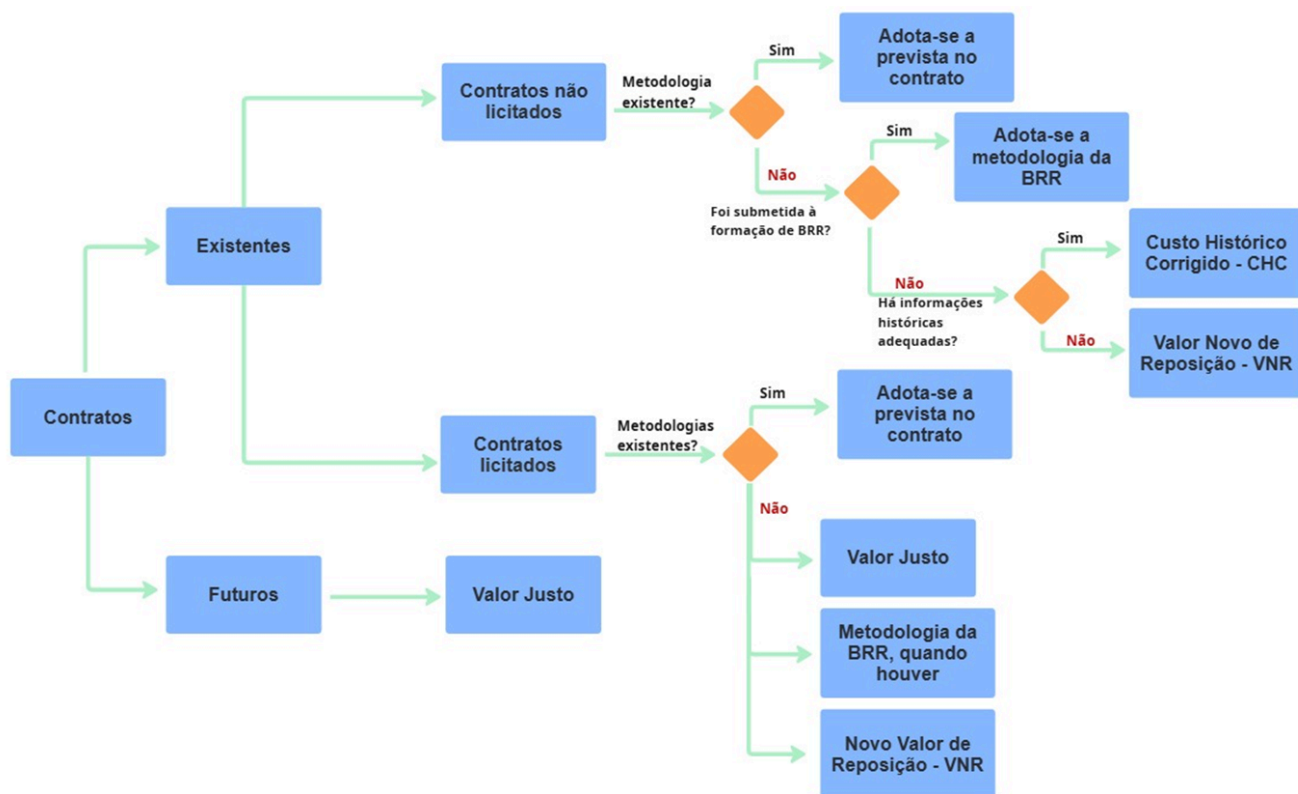 Sim
Adota-se a
prevista no
contrato
Contratos não
licitados
Metodologia
existente?
Não
Sim
Adota-se a
metodologia da
BRR
Foi submetida à
formação de BRR?
Existentes
Sim
Custo Histórico
Corrigido - CHC
Não
Há informações
históricas
adequadas?
Não
Valor Novo de
Reposição - VNR
Contratos
Sim
Adota-se a
prevista no
contrato
Contratos
licitados
Metodologias
existentes?
Não
Valor Justo
Futuros
Valor Justo
Metodologia da
BRR, quando
houver
Novo Valor de
Reposição - VNR